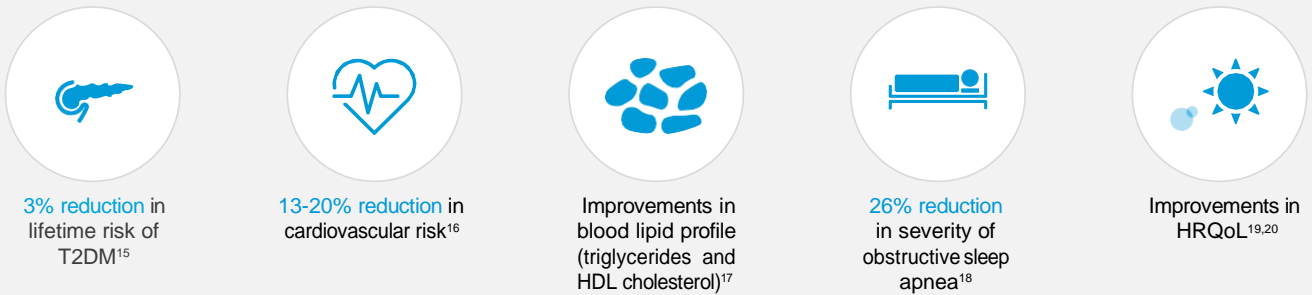 3% reduction in
lifetime risk of
T2DM¹⁵
13-20% reduction in
cardiovascular risk¹⁶
Improvements in
blood lipid profile
(triglycerides and
HDL cholesterol)¹⁷
26% reduction
in severity of
obstructive sleep
apnea¹⁸
Improvements in
HRQoL¹⁹,²⁰